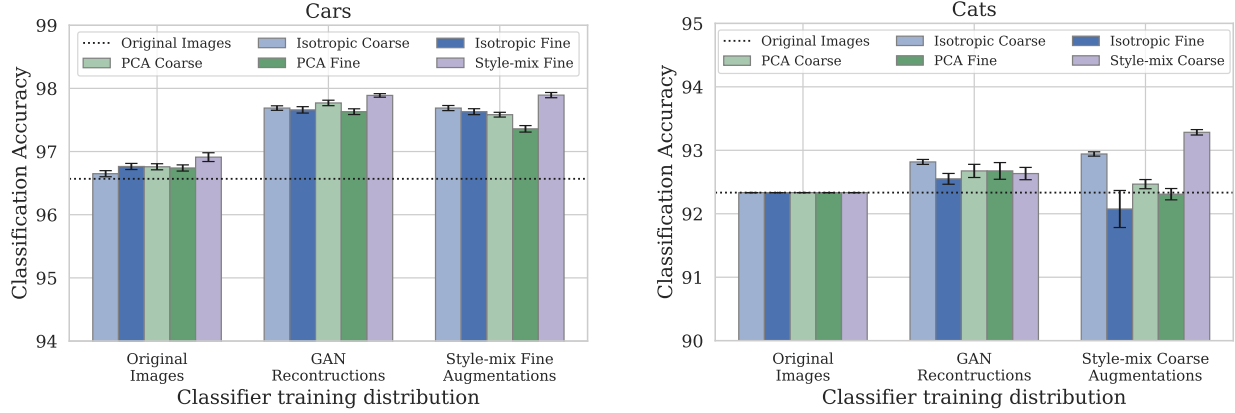 Cars
Classification Accuracy
99
98
97
96
95
94
Original Images
Isotropic Coarse
Isotropic Fine
PCA Coarse
PCA Fine
Style-mix Fine
Original
Images
GAN
Recontructions
Style-mix Fine
Augmentations
Classifier training distribution
Cats
Classification Accuracy
95
94
93
92
91
90
Original Images
Isotropic Coarse
Isotropic Fine
PCA Coarse
PCA Fine
Style-mix Coarse
Original
Images
GAN
Recontructions
Style-mix Coarse
Augmentations
Classifier training distribution